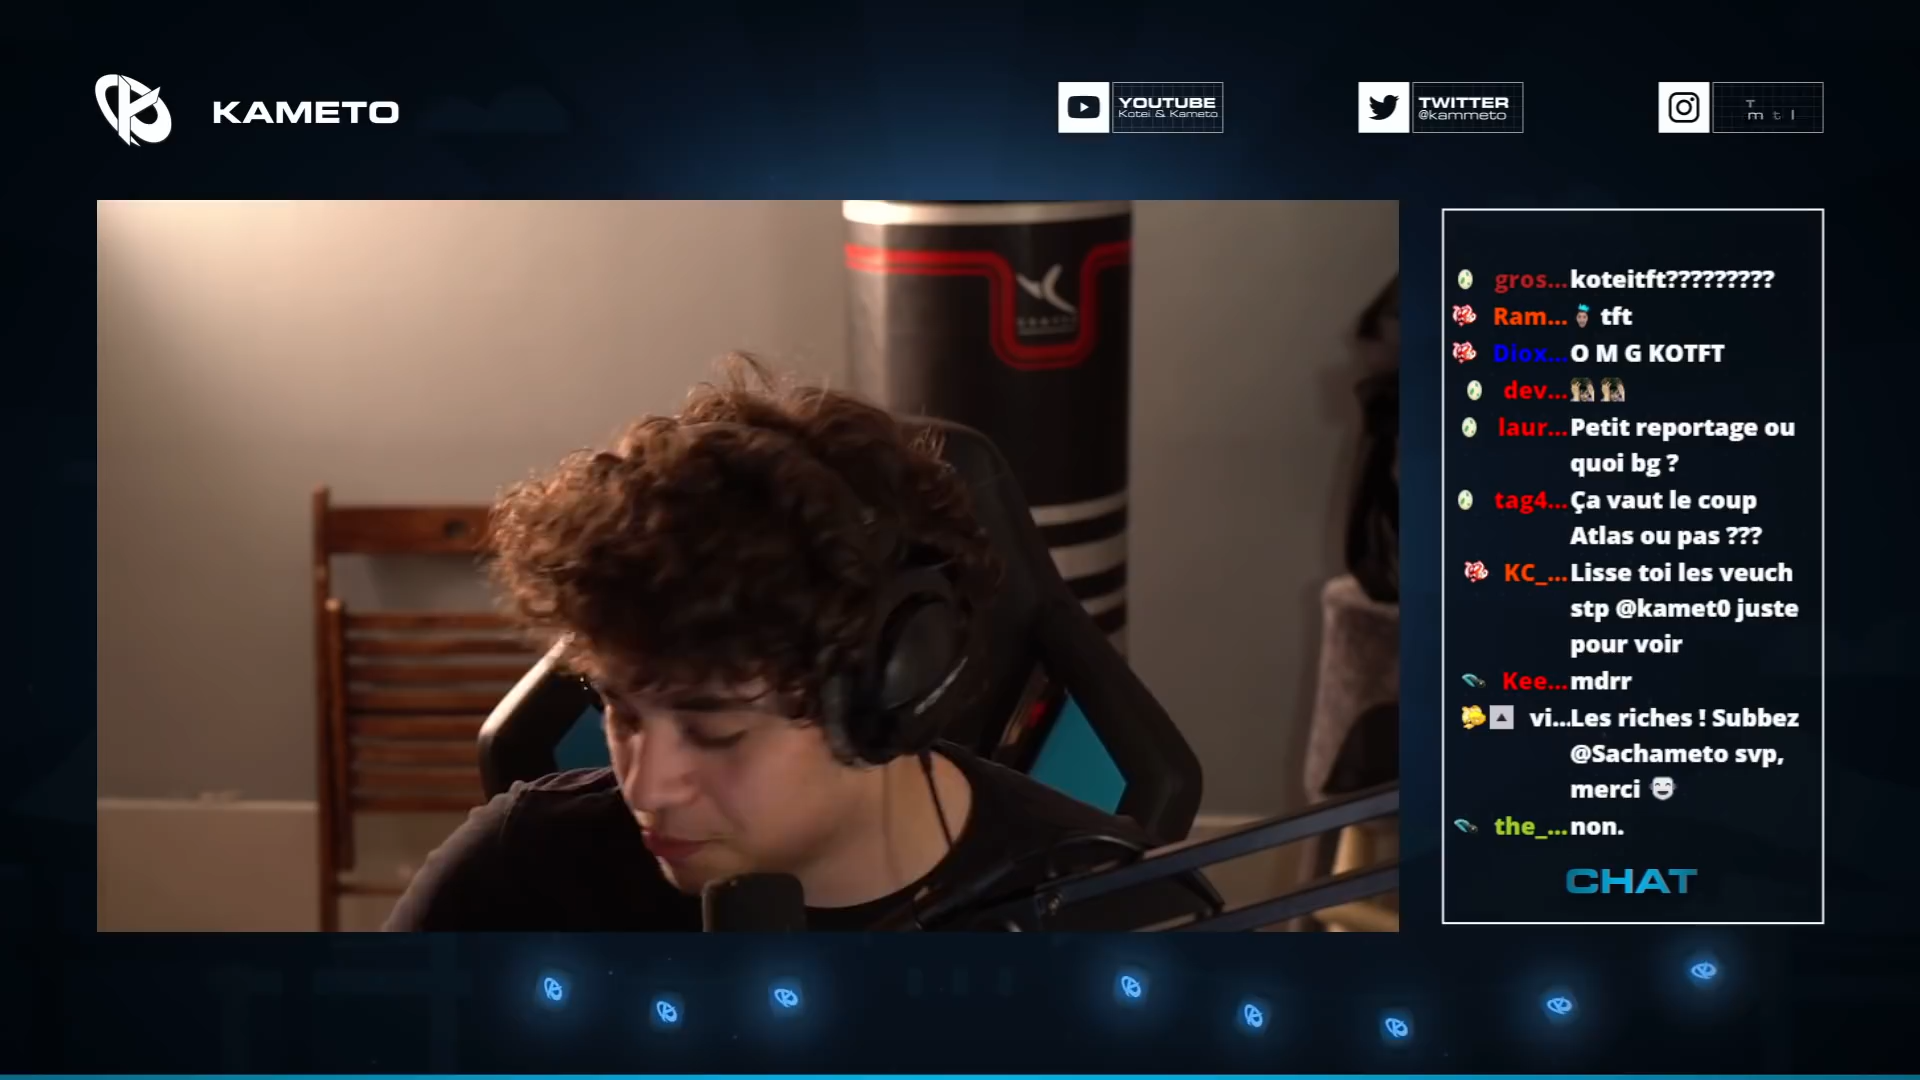 KAMETO
YOUTUBE
Kotei & Kameto
TWITTER
@kammeto
gros... koteitft?????????
Ram... tft
Diox... O M G KOTFT
dev...
laur... Petit reportage ou
quoi bg ?
tag4... Ça vaut le coup
Atlas ou pas ???
KC_... Lisse toi les veuch
stp @kamet0 juste
pour voir
Kee... mdrr
vi... Les riches ! Subbez
@Sachameto svp,
merci
the_... non.
CHAT